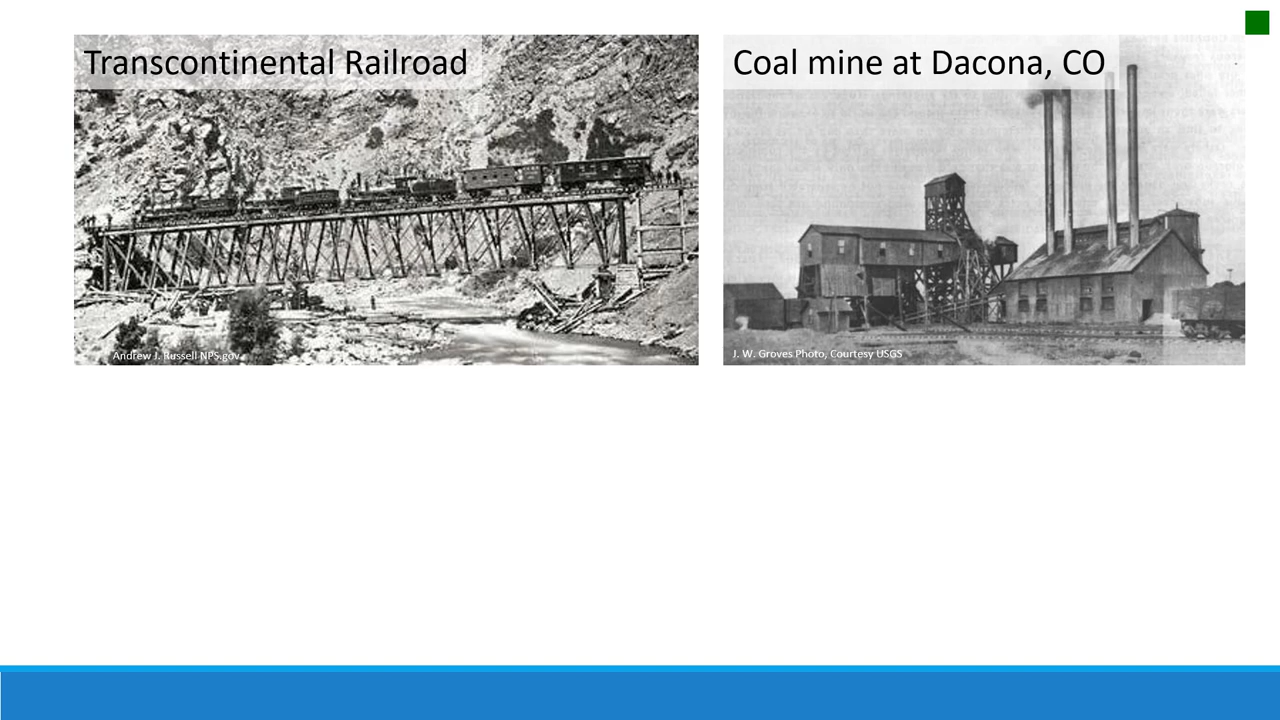 Transcontinental Railroad
Coal mine at Dacona, CO
Andrew J. Russell NPS.gov
J. W. Groves Photo, Courtesy USGS